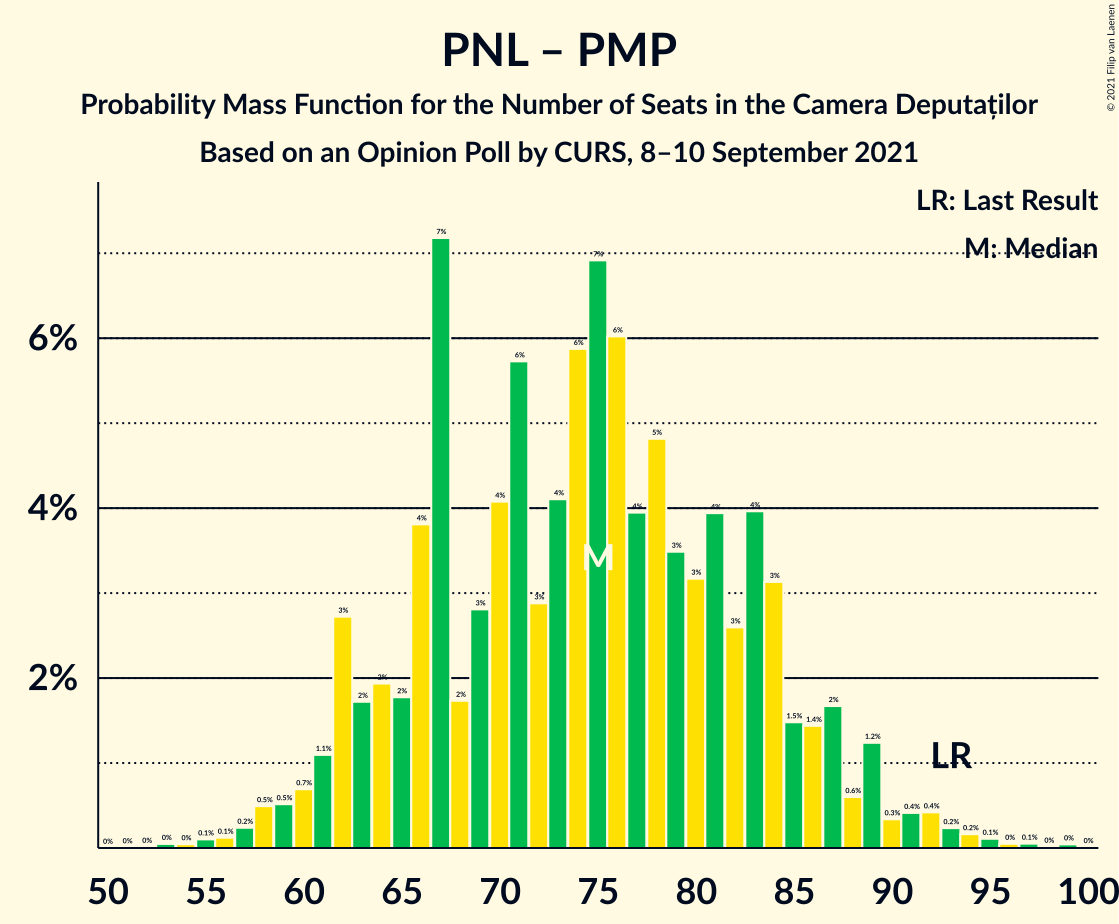 PNL – PMP
Probability Mass Function for the Number of Seats in the Camera Deputaților
Based on an Opinion Poll by CURS, 8–10 September 2021
© 2021 Filip van Laenen
LR: Last Result
M: Median
6%
4%
2%
0% 0% 0% 0% 0% 0.1% 0.1% 0.2% 0.5% 0.5% 0.7% 1.1% 3% 2% 2% 2% 4% 7% 2% 3% 4% 6% 3% 4% 6% 7% 6% 4% 5% 3% 3% 4% 3% 4% 3% 1.5% 1.4% 2% 0.6% 1.2% 0.3% 0.4% 0.4% 0.2% 0.2% 0.1% 0% 0.1% 0% 0% 0%
M
LR
50 55 60 65 70 75 80 85 90 95 100